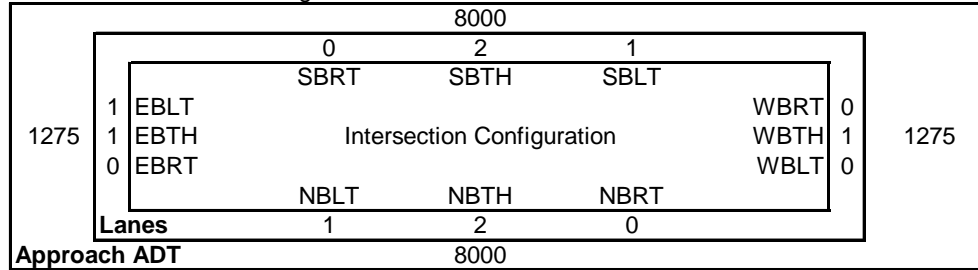 8000
0 2 1
SBRT SBTH SBLT
1 EBLT WBRT 0
1275 1 EBTH Intersection Configuration WBTH 1 1275
0 EBRT WBLT 0
NBLT NBTH NBRT
Lanes 1 2 0
Approach ADT 8000